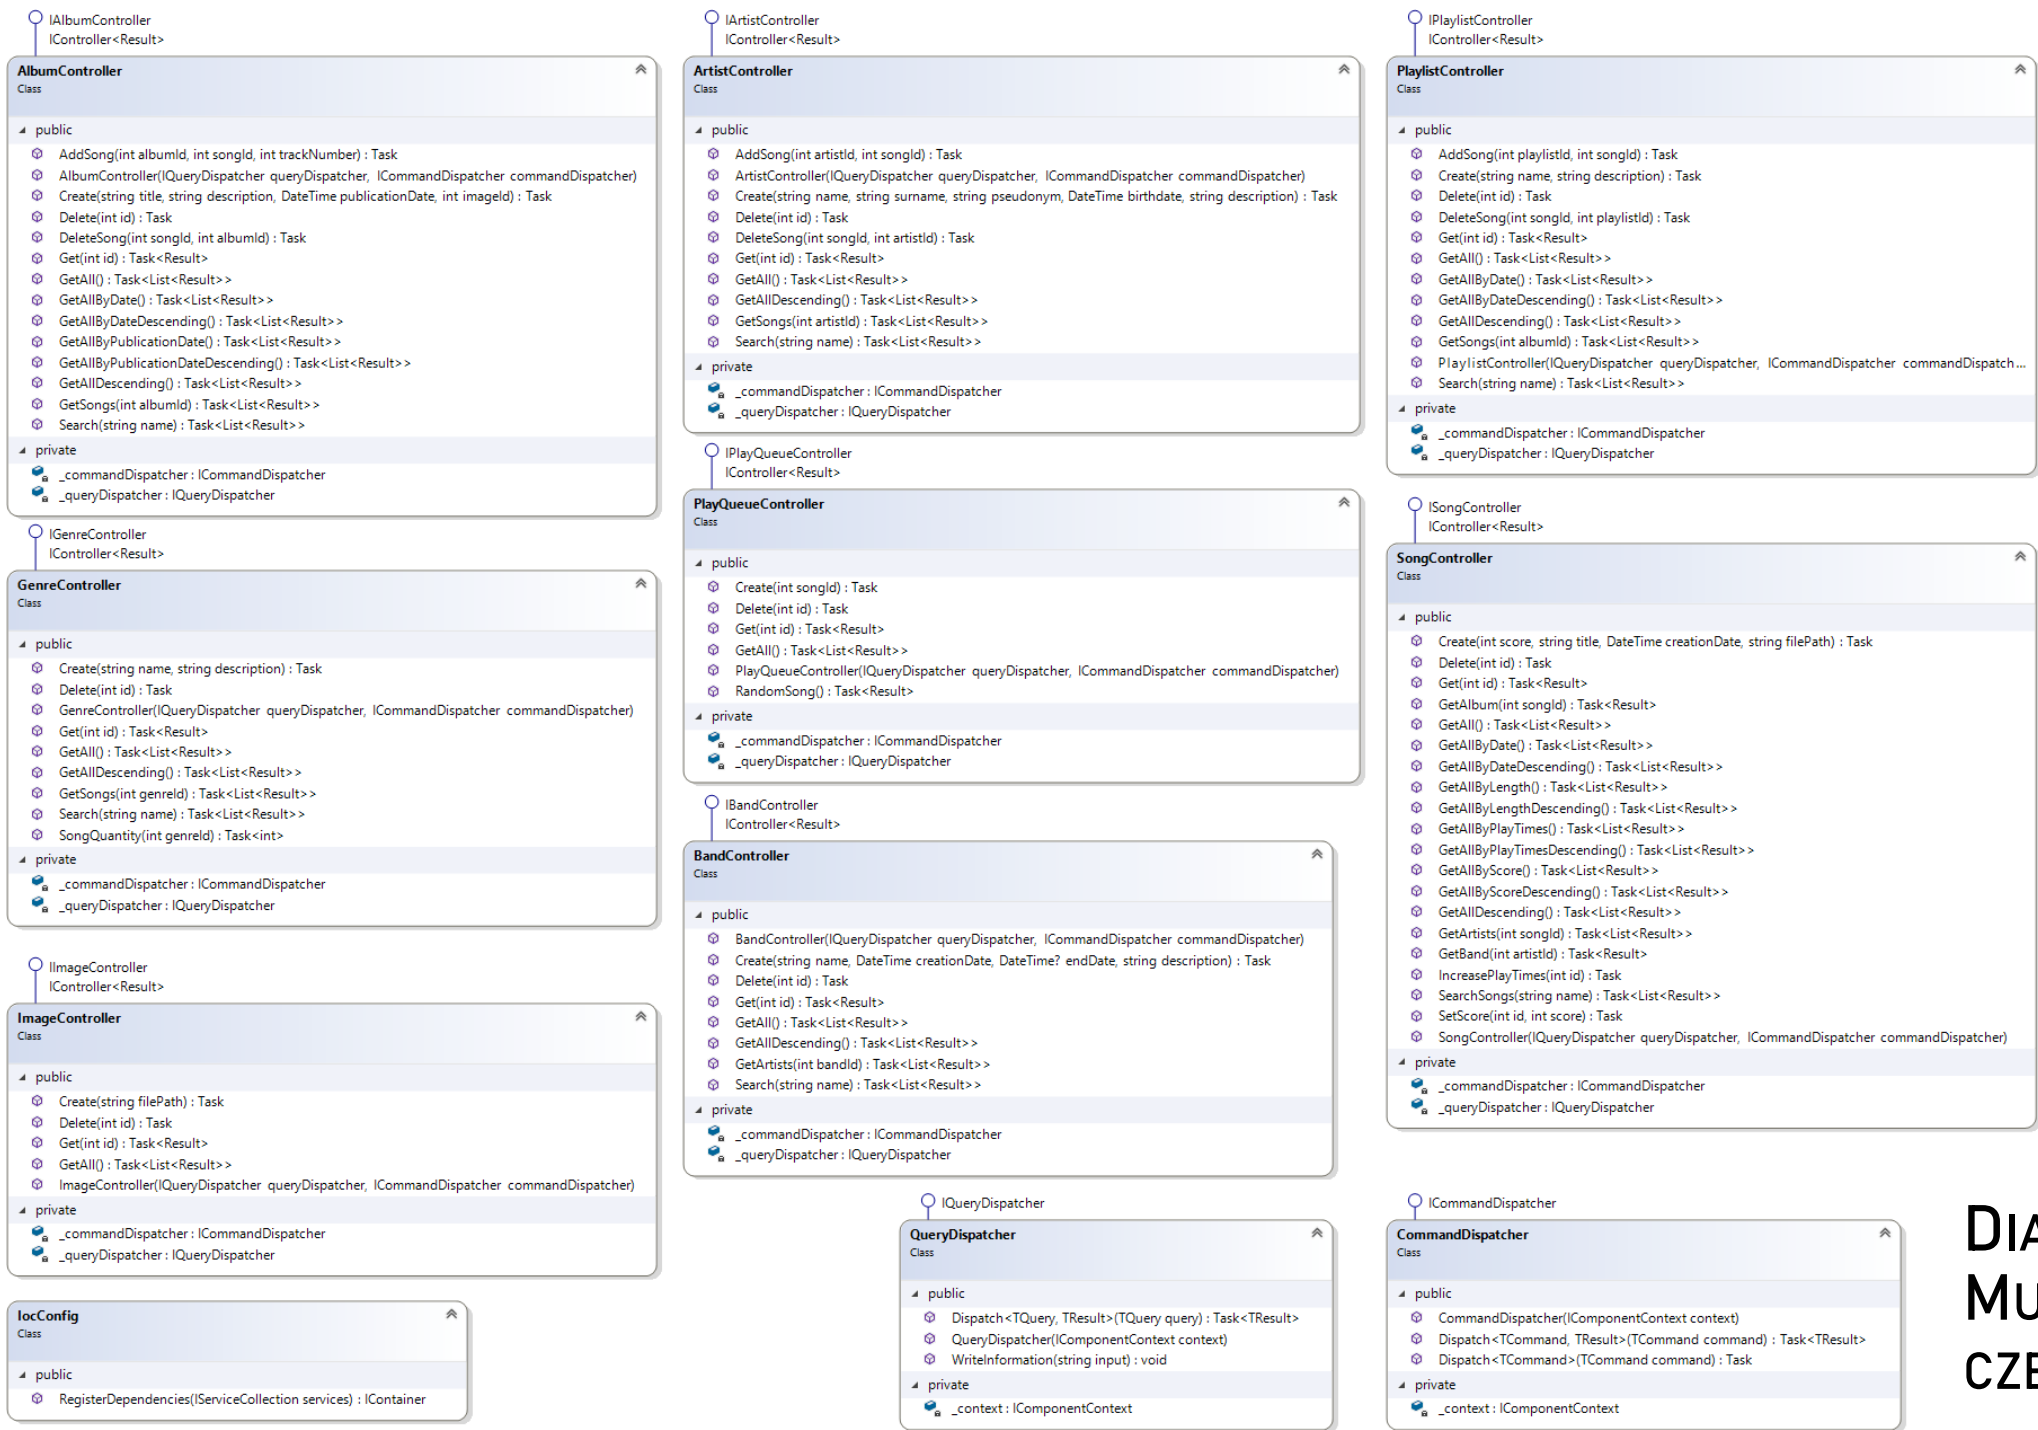 IAlbumController
IController<Result>
AlbumController
Class
public
AddSong(int albumId, int songId, int trackNumber) : Task
AlbumController(IQueryDispatcher queryDispatcher, ICommandDispatcher commandDispatcher)
Create(string title, string description, DateTime publicationDate, int imageId) : Task
Delete(int id) : Task
DeleteSong(int songId, int albumId) : Task
Get(int id) : Task<Result>
GetAll() : Task<List<Result>>
GetAllByDate() : Task<List<Result>>
GetAllByDateDescending() : Task<List<Result>>
GetAllByPublicationDate() : Task<List<Result>>
GetAllByPublicationDateDescending() : Task<List<Result>>
GetAllDescending() : Task<List<Result>>
GetSongs(int albumId) : Task<List<Result>>
Search(string name) : Task<List<Result>>
private
_commandDispatcher : ICommandDispatcher
_queryDispatcher : IQueryDispatcher
IGenreController
IController<Result>
GenreController
Class
public
Create(string name, string description) : Task
Delete(int id) : Task
GenreController(IQueryDispatcher queryDispatcher, ICommandDispatcher commandDispatcher)
Get(int id) : Task<Result>
GetAll() : Task<List<Result>>
GetAllDescending() : Task<List<Result>>
GetSongs(int genreId) : Task<List<Result>>
Search(string name) : Task<List<Result>>
SongQuantity(int genreId) : Task<int>
private
_commandDispatcher : ICommandDispatcher
_queryDispatcher : IQueryDispatcher
IImageController
IController<Result>
ImageController
Class
public
Create(string filePath) : Task
Delete(int id) : Task
Get(int id) : Task<Result>
GetAll() : Task<List<Result>>
ImageController(IQueryDispatcher queryDispatcher, ICommandDispatcher commandDispatcher)
private
_commandDispatcher : ICommandDispatcher
_queryDispatcher : IQueryDispatcher
IocConfig
Class
public
RegisterDependencies(IServiceCollection services) : IContainer
IArtistController
IController<Result>
ArtistController
Class
public
AddSong(int artistId, int songId) : Task
ArtistController(IQueryDispatcher queryDispatcher, ICommandDispatcher commandDispatcher)
Create(string name, string surname, string pseudonym, DateTime birthdate, string description) : Task
Delete(int id) : Task
DeleteSong(int songId, int artistId) : Task
Get(int id) : Task<Result>
GetAll() : Task<List<Result>>
GetAllDescending() : Task<List<Result>>
GetSongs(int artistId) : Task<List<Result>>
Search(string name) : Task<List<Result>>
private
_commandDispatcher : ICommandDispatcher
_queryDispatcher : IQueryDispatcher
IPlayQueueController
IController<Result>
PlayQueueController
Class
public
Create(int songId) : Task
Delete(int id) : Task
Get(int id) : Task<Result>
GetAll() : Task<List<Result>>
PlayQueueController(IQueryDispatcher queryDispatcher, ICommandDispatcher commandDispatcher)
RandomSong() : Task<Result>
private
_commandDispatcher : ICommandDispatcher
_queryDispatcher : IQueryDispatcher
IBandController
IController<Result>
BandController
Class
public
BandController(IQueryDispatcher queryDispatcher, ICommandDispatcher commandDispatcher)
Create(string name, DateTime creationDate, DateTime? endDate, string description) : Task
Delete(int id) : Task
Get(int id) : Task<Result>
GetAll() : Task<List<Result>>
GetAllDescending() : Task<List<Result>>
GetArtists(int bandId) : Task<List<Result>>
Search(string name) : Task<List<Result>>
private
_commandDispatcher : ICommandDispatcher
_queryDispatcher : IQueryDispatcher
IQueryDispatcher
QueryDispatcher
Class
public
Dispatch<TQuery, TResult>(TQuery query) : Task<TResult>
QueryDispatcher(IComponentContext context)
WriteInformation(string input) : void
private
_context : IComponentContext
IPlaylistController
IController<Result>
PlaylistController
Class
public
AddSong(int playlistId, int songId) : Task
Create(string name, string description) : Task
Delete(int id) : Task
DeleteSong(int songId, int playlistId) : Task
Get(int id) : Task<Result>
GetAll() : Task<List<Result>>
GetAllByDate() : Task<List<Result>>
GetAllByDateDescending() : Task<List<Result>>
GetAllDescending() : Task<List<Result>>
GetSongs(int albumId) : Task<List<Result>>
PlaylistController(IQueryDispatcher queryDispatcher, ICommandDispatcher commandDispatch...
Search(string name) : Task<List<Result>>
private
_commandDispatcher : ICommandDispatcher
_queryDispatcher : IQueryDispatcher
ISongController
IController<Result>
SongController
Class
public
Create(int score, string title, DateTime creationDate, string filePath) : Task
Delete(int id) : Task
Get(int id) : Task<Result>
GetAlbum(int songId) : Task<Result>
GetAll() : Task<List<Result>>
GetAllByDate() : Task<List<Result>>
GetAllByDateDescending() : Task<List<Result>>
GetAllByLength() : Task<List<Result>>
GetAllByLengthDescending() : Task<List<Result>>
GetAllByPlayTimes() : Task<List<Result>>
GetAllByPlayTimesDescending() : Task<List<Result>>
GetAllByScore() : Task<List<Result>>
GetAllByScoreDescending() : Task<List<Result>>
GetAllDescending() : Task<List<Result>>
GetArtists(int songId) : Task<List<Result>>
GetBand(int artistId) : Task<Result>
IncreasePlayTimes(int id) : Task
SearchSongs(string name) : Task<List<Result>>
SetScore(int id, int score) : Task
SongController(IQueryDispatcher queryDispatcher, ICommandDispatcher commandDispatcher)
private
_commandDispatcher : ICommandDispatcher
_queryDispatcher : IQueryDispatcher
ICommandDispatcher
CommandDispatcher
Class
public
CommandDispatcher(IComponentContext context)
Dispatch<TCommand, TResult>(TCommand command) : Task<TResult>
Dispatch<TCommand>(TCommand command) : Task
private
_context : IComponentContext